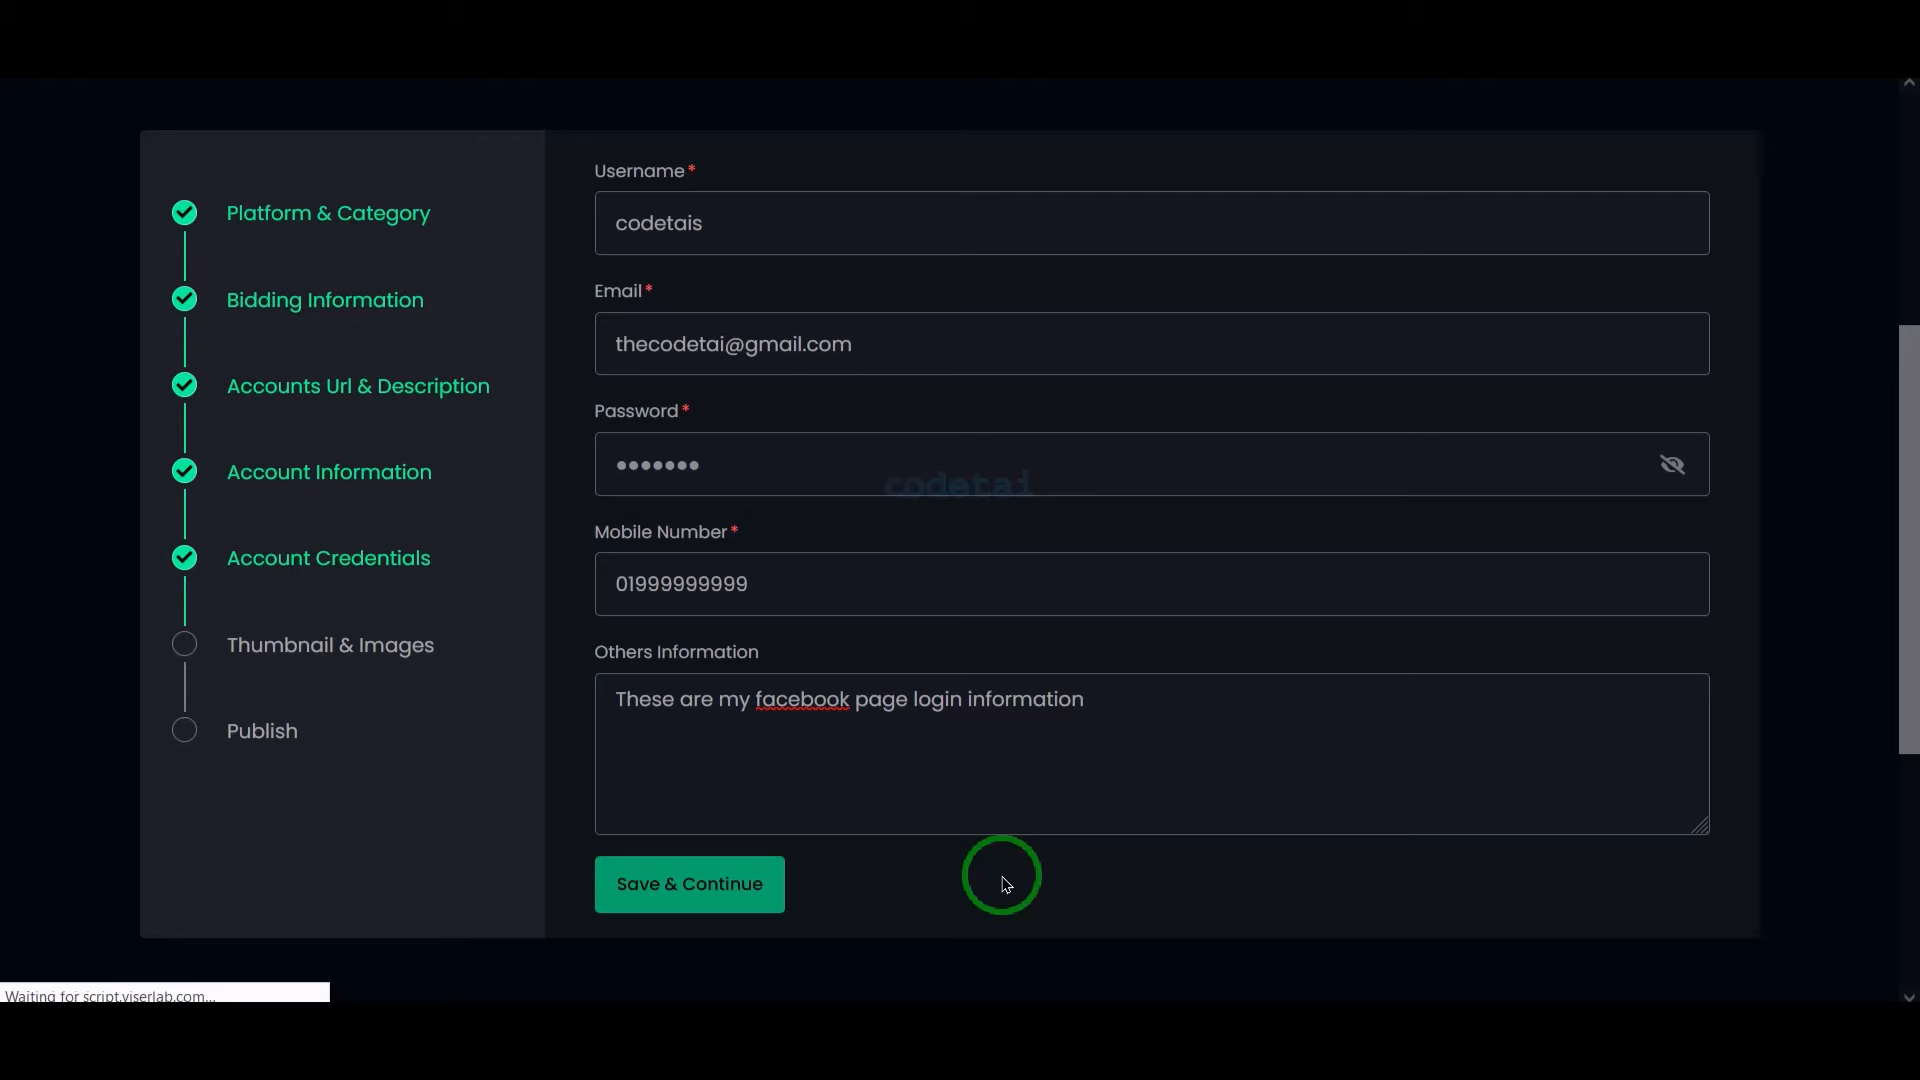 Platform & Category
Bidding Information
Accounts Url & Description
Account Information
Account Credentials
Thumbnail & Images
Publish
Username*
codetais
Email*
thecodetai@gmail.com
Password*
•••••••
codetai
Mobile Number*
01999999999
Others Information
These are my facebook page login information
Save & Continue
Waiting for script.viserlab.com...